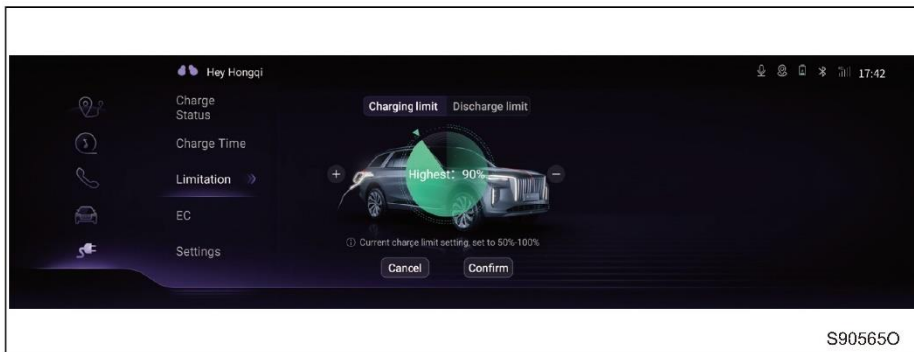 Hey Hongqi
17:42
Charge
Status
Charge Time
Limitation
EC
Settings
Charging limit Discharge limit
Highest: 90%
Current charge limit setting, set to 50%-100%
Cancel Confirm
S90565O